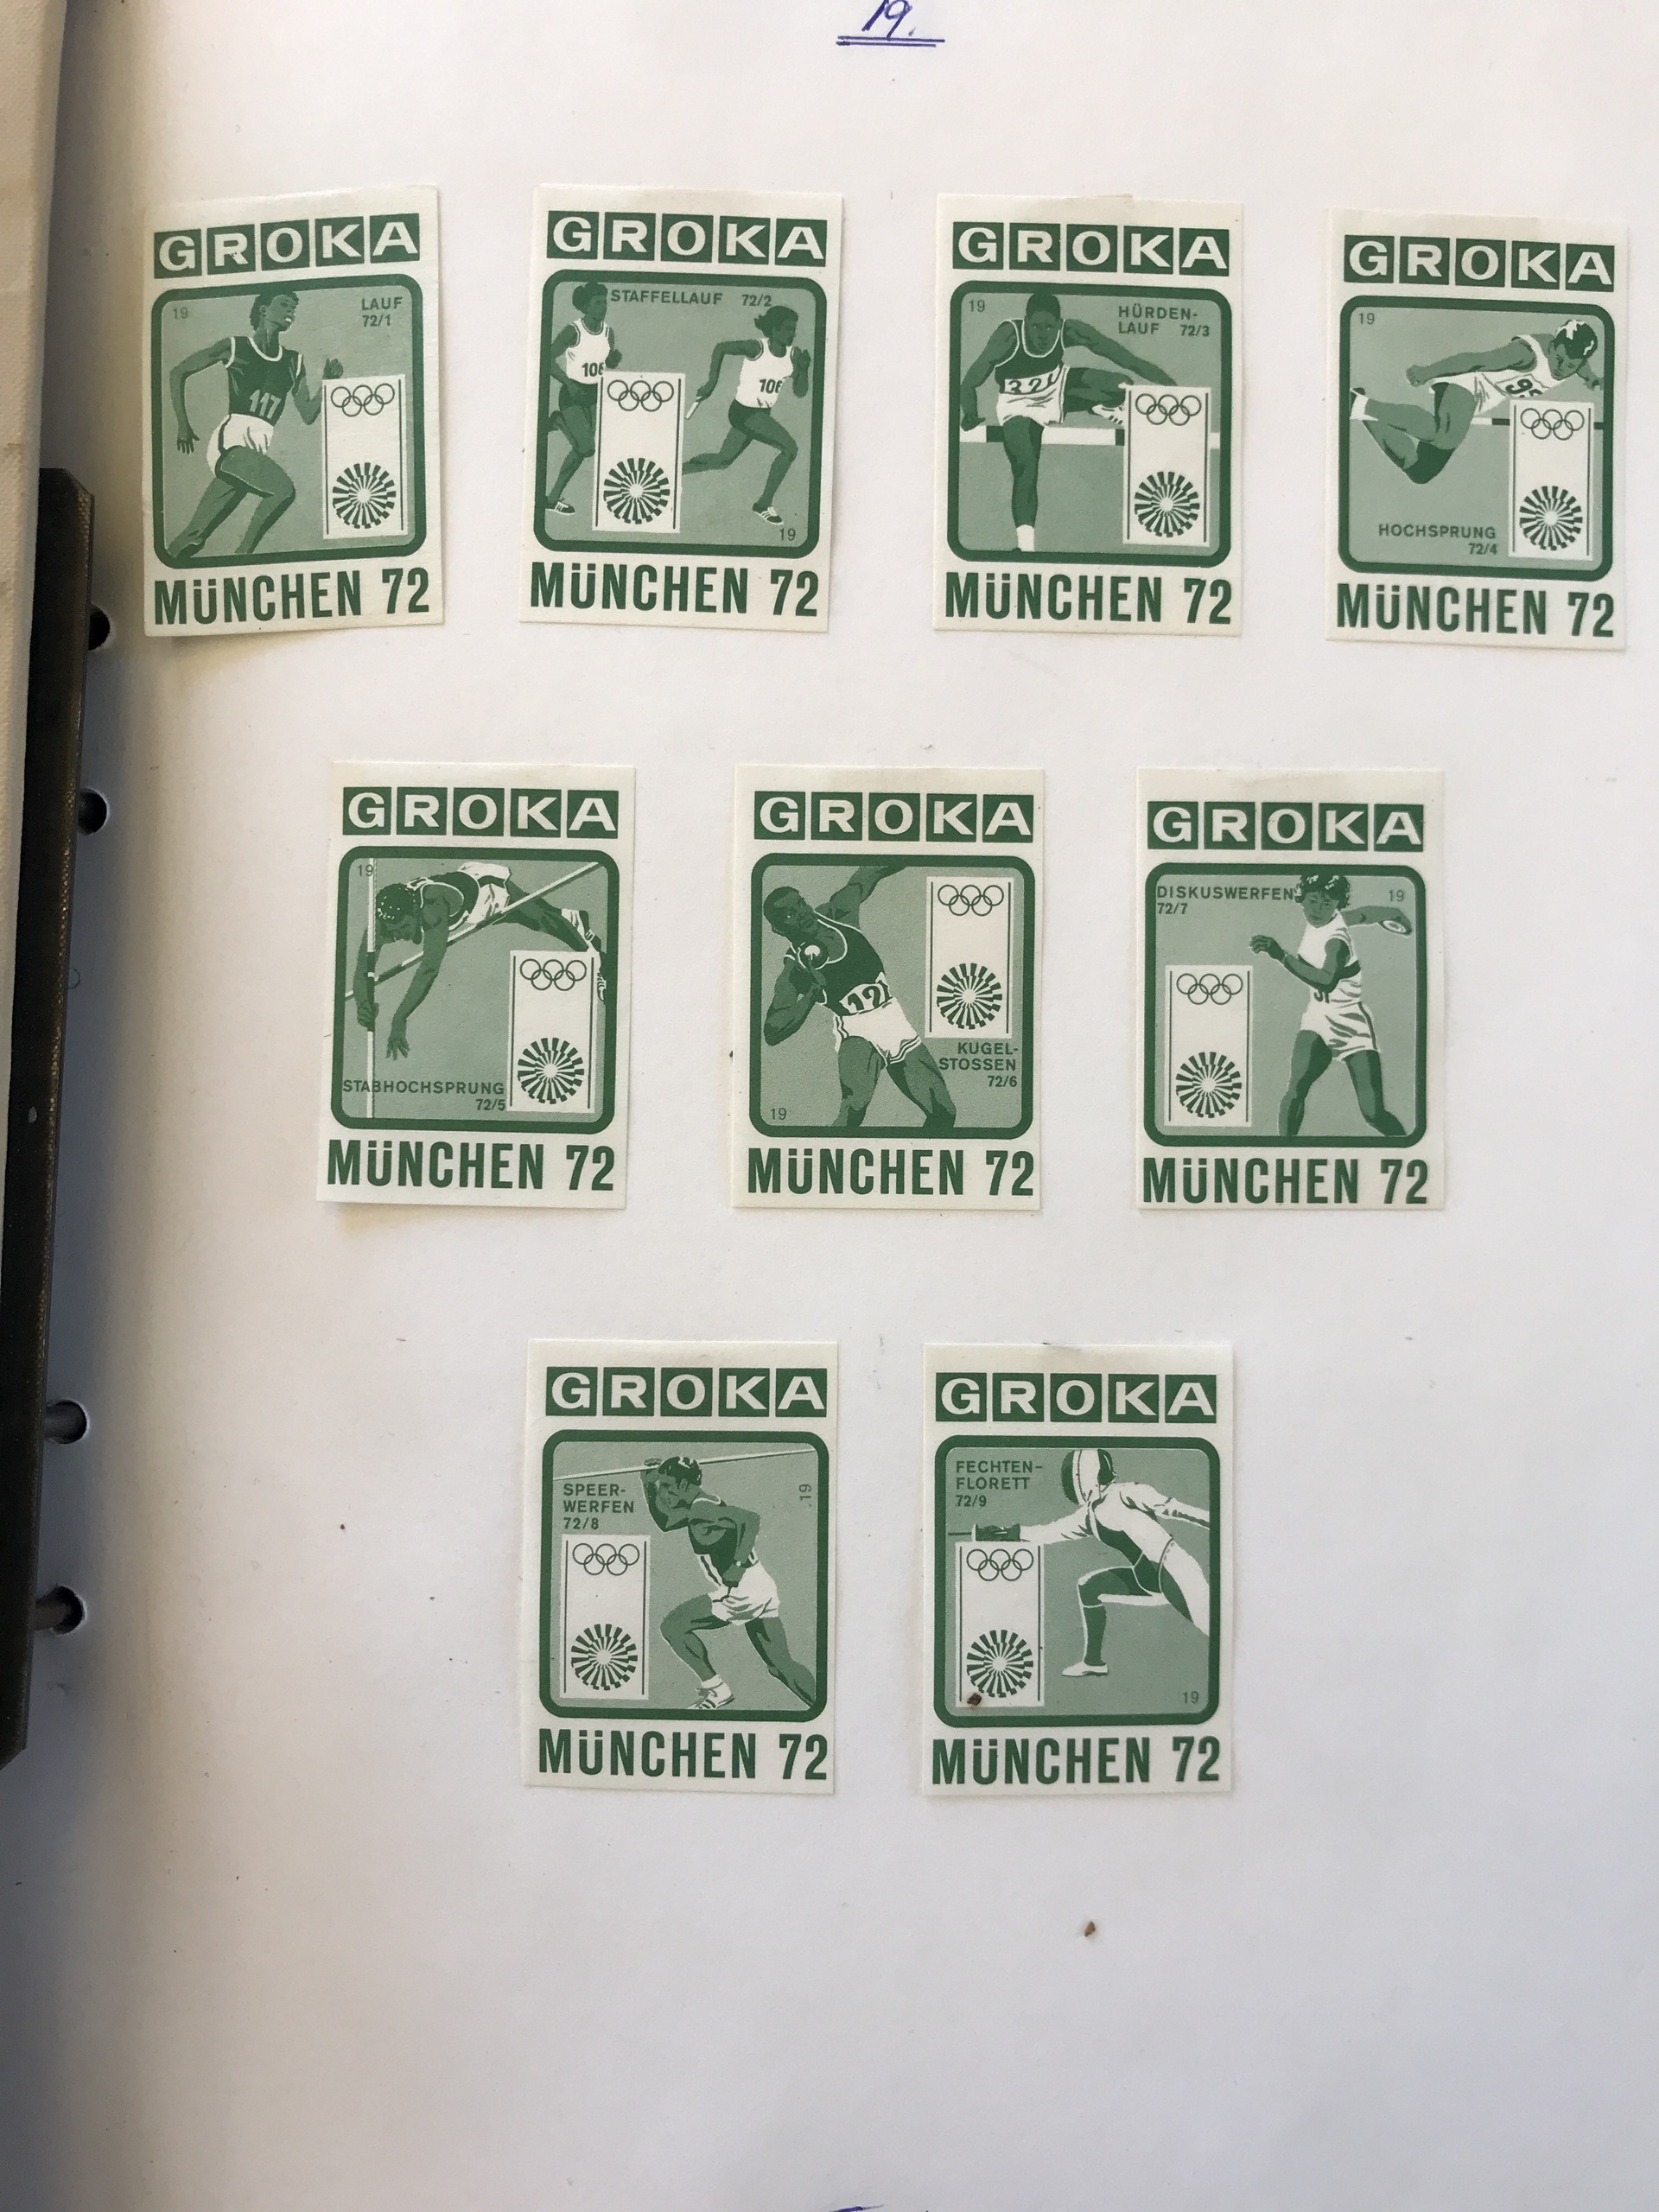 19.
GROKA
19
LAUF
72/1
117
MÜNCHEN 72
GROKA
STAFFELLAUF 72/2
106
106
19
MÜNCHEN 72
GROKA
19
HÜRDEN-
LAUF 72/3
MÜNCHEN 72
GROKA
19
HOCHSPRUNG
72/4
MÜNCHEN 72
GROKA
19
STABHOCHSPRUNG
72/5
MÜNCHEN 72
GROKA
KUGEL-
STOSSEN
72/6
19
MÜNCHEN 72
GROKA
DISKUSWERFEN 19
72/7
MÜNCHEN 72
GROKA
SPEER-
WERFEN
72/8
19
MÜNCHEN 72
GROKA
FECHTEN-
FLORETT
72/9
19
MÜNCHEN 72